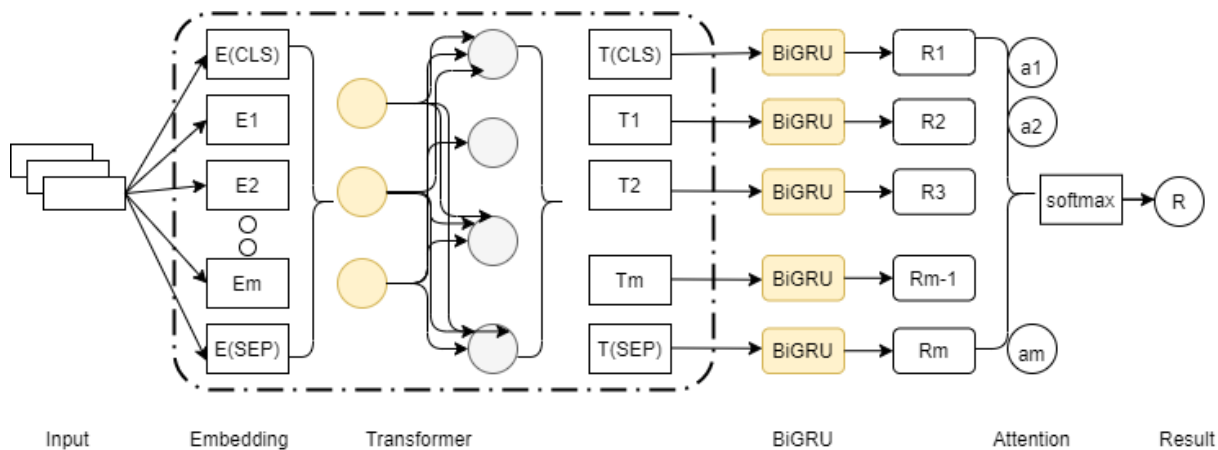 E(CLS)
T(CLS)
BiGRU
R1
a1
E1
T1
BiGRU
R2
a2
E2
T2
BiGRU
R3
softmax
R
Em
Tm
BiGRU
Rm-1
E(SEP)
T(SEP)
BiGRU
Rm
am
Input
Embedding
Transformer
BiGRU
Attention
Result